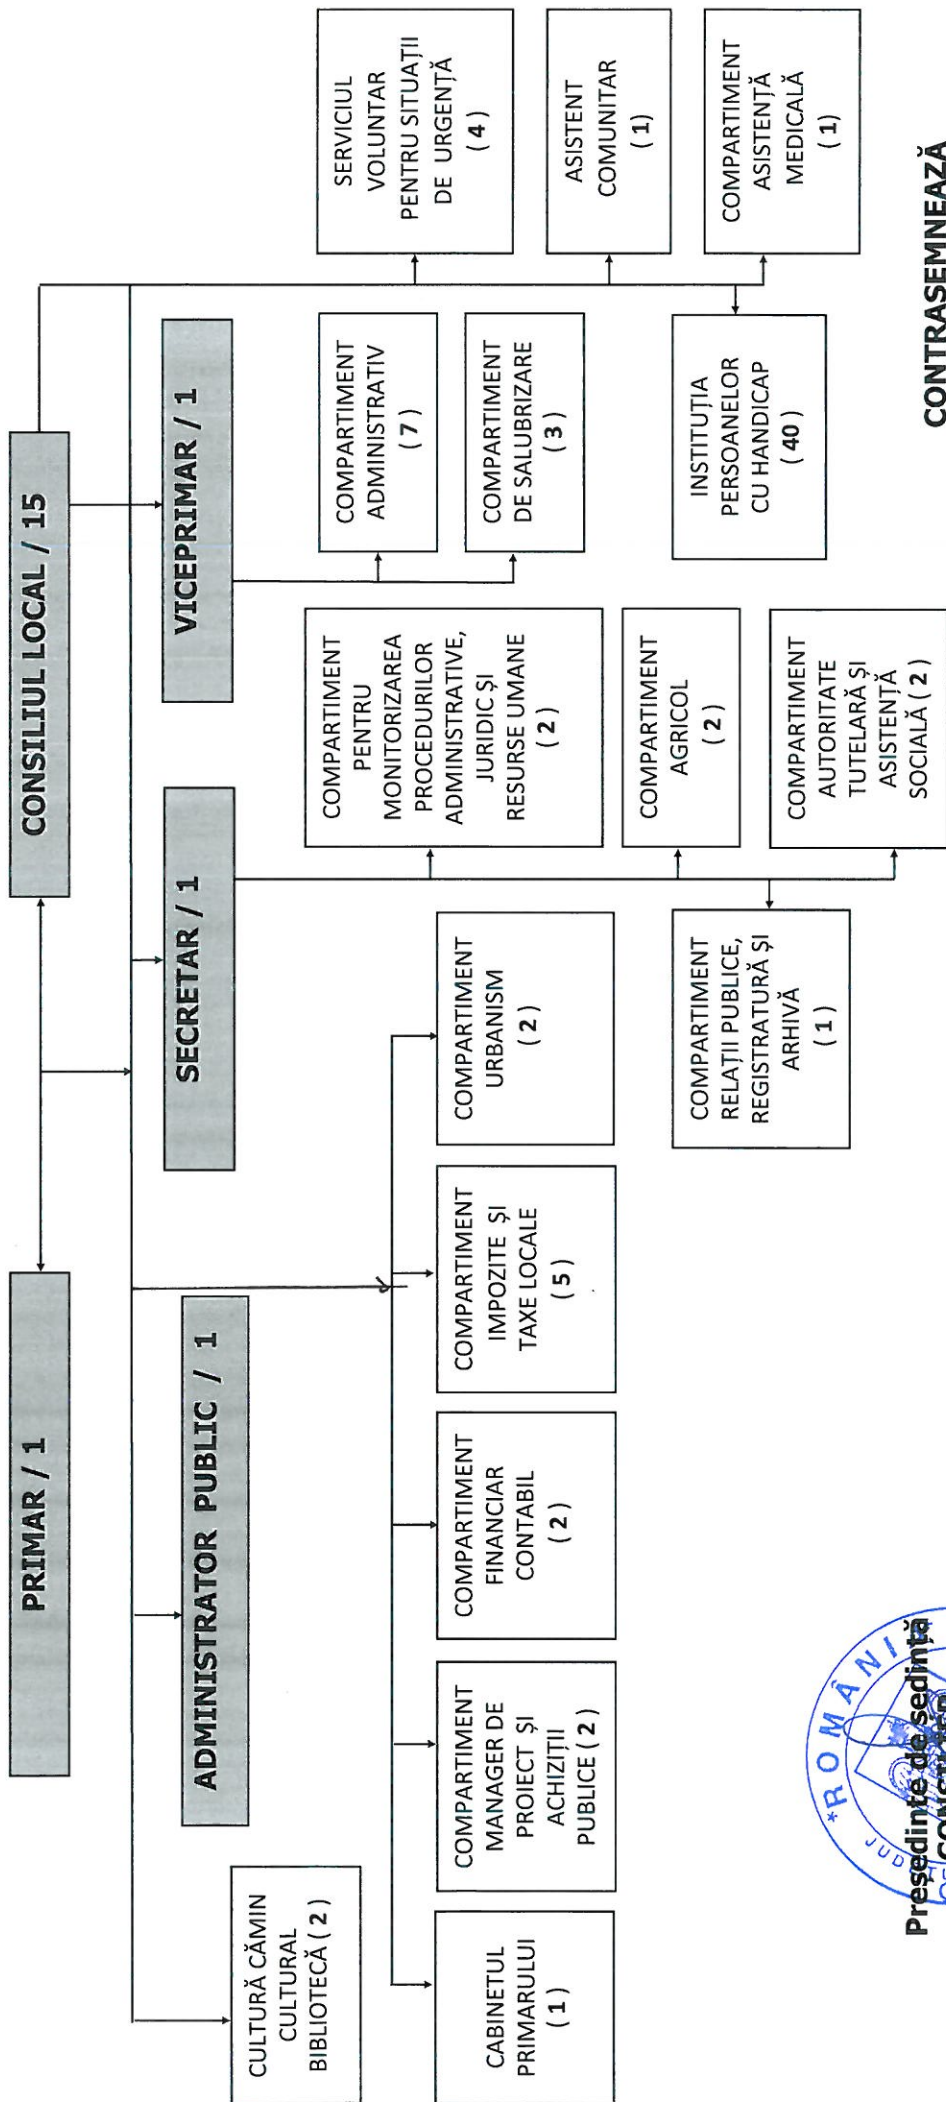 PRIMAR / 1
CONSILIUL LOCAL / 15
ADMINISTRATOR PUBLIC / 1
SECRETAR / 1
VICEPRIMAR / 1
CULTURĂ CĂMIN
CULTURAL
BIBLIOTECĂ ( 2 )
CABINETUL
PRIMARULUI
( 1 )
COMPARTIMENT
MANAGER DE
PROIECT ȘI
ACHIZIȚII
PUBLICE ( 2 )
COMPARTIMENT
FINANCIAR
CONTABIL
( 2 )
COMPARTIMENT
IMPOZITE ȘI
TAXE LOCALE
( 5 )
COMPARTIMENT
URBANISM
( 2 )
COMPARTIMENT
PENTRU
MONITORIZAREA
PROCEDURILOR
ADMINISTRATIVE,
JURIDIC ȘI
RESURSE UMANE
( 2 )
COMPARTIMENT
AGRICOL
( 2 )
COMPARTIMENT
RELAȚII PUBLICE,
REGISTRATURĂ ȘI
ARHIVĂ
( 1 )
COMPARTIMENT
AUTORITATE
TUTELARĂ ȘI
ASISTENȚĂ
SOCIALĂ ( 2 )
COMPARTIMENT
ADMINISTRATIV
( 7 )
COMPARTIMENT
DE SALUBRIZARE
( 3 )
INSTITUȚIA
PERSOANELOR
CU HANDICAP
( 40 )
SERVICIUL
VOLUNTAR
PENTRU SITUAȚII
DE URGENȚĂ
( 4 )
ASISTENT
COMUNITAR
( 1 )
COMPARTIMENT
ASISTENȚĂ
MEDICALĂ
( 1 )
Președinte de ședință
CONTRASEMNEAZĂ